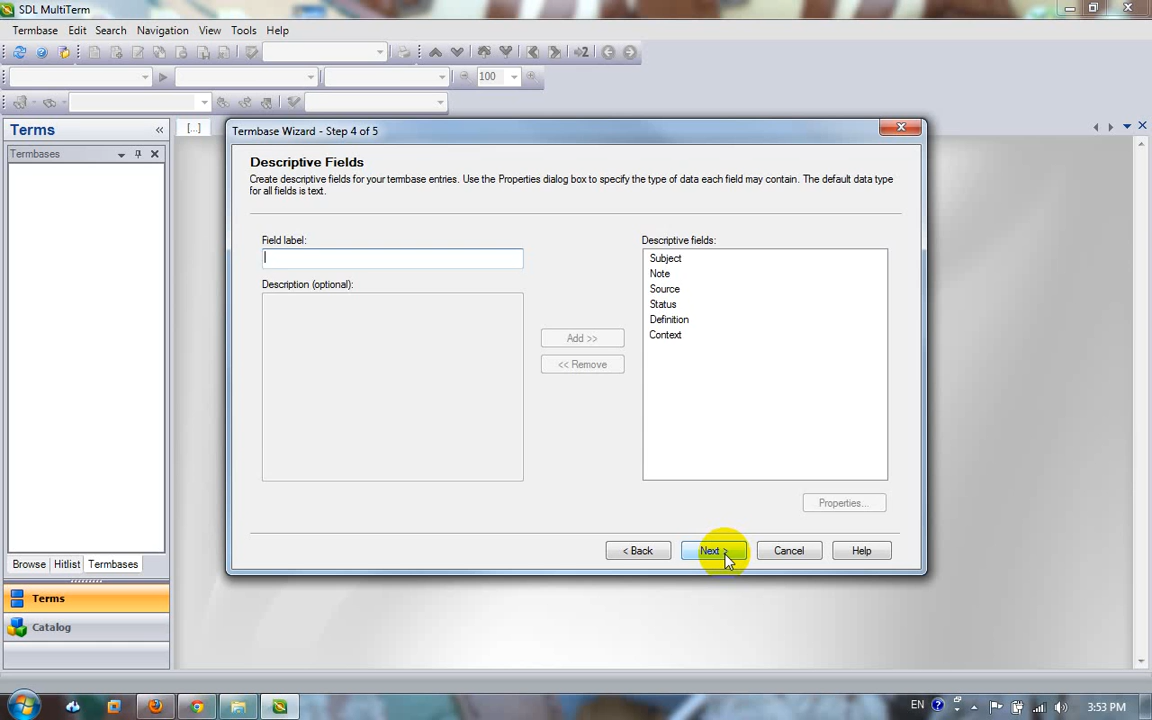 SDL MultiTerm
Termbase Edit Search Navigation View Tools Help
2
100
Terms «
[...]
Termbases
Termbase Wizard - Step 4 of 5
Descriptive Fields
Create descriptive fields for your termbase entries. Use the Properties dialog box to specify the type of data each field may contain. The default data type
for all fields is text.
Field label:
Description (optional):
Add >>
<< Remove
Descriptive fields:
Subject
Note
Source
Status
Definition
Context
Properties...
< Back Next > Cancel Help
Browse Hitlist Termbases
Terms
Catalog
EN 3:53 PM